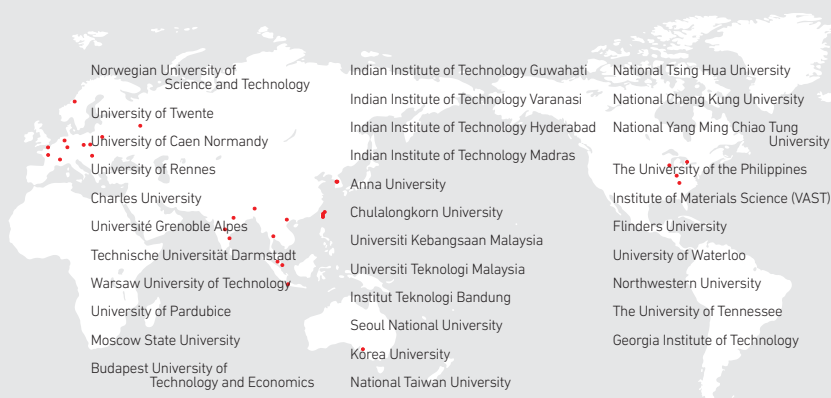 Norwegian University of
Science and Technology
University of Twente
University of Caen Normandy
University of Rennes
Charles University
Université Grenoble Alpes
Technische Universität Darmstadt
Warsaw University of Technology
University of Pardubice
Moscow State University
Budapest University of
Technology and Economics
Indian Institute of Technology Guwahati
Indian Institute of Technology Varanasi
Indian Institute of Technology Hyderabad
Indian Institute of Technology Madras
Anna University
Chulalongkorn University
Universiti Kebangsaan Malaysia
Universiti Teknologi Malaysia
Institut Teknologi Bandung
Seoul National University
Korea University
National Taiwan University
National Tsing Hua University
National Cheng Kung University
National Yang Ming Chiao Tung
University
The University of the Philippines
Institute of Materials Science (VAST)
Flinders University
University of Waterloo
Northwestern University
The University of Tennessee
Georgia Institute of Technology